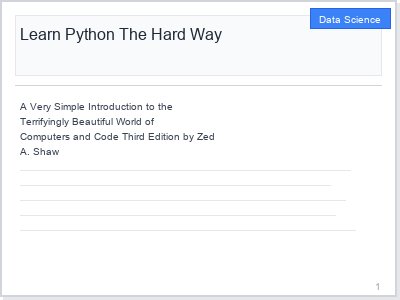 Data Science
Learn Python The Hard Way
A Very Simple Introduction to the
Terrifyingly Beautiful World of
Computers and Code Third Edition by Zed
A. Shaw
1